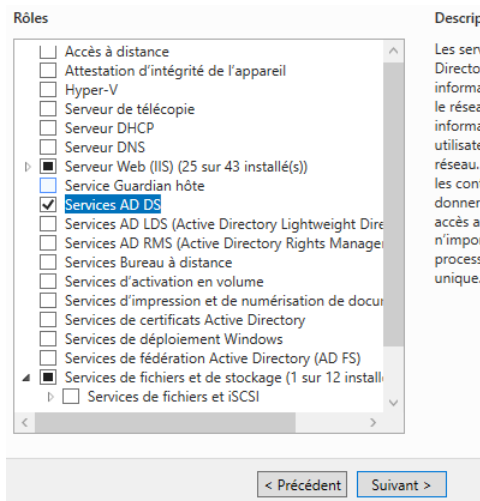 Rôles
Accès à distance
Attestation d'intégrité de l'appareil
Hyper-V
Serveur de télécopie
Serveur DHCP
Serveur DNS
Serveur Web (IIS) (25 sur 43 installé(s))
Service Guardian hôte
Services AD DS
Services AD LDS (Active Directory Lightweight Dire
Services AD RMS (Active Directory Rights Manage
Services Bureau à distance
Services d'activation en volume
Services d'impression et de numérisation de docu
Services de certificats Active Directory
Services de déploiement Windows
Services de fédération Active Directory (AD FS)
Services de fichiers et de stockage (1 sur 12 install
Services de fichiers et iSCSI
Descrip
Les ser
Directo
informa
le résea
informa
utilisate
réseau.
les con
donner
accès a
n'impor
process
unique.
< Précédent
Suivant >